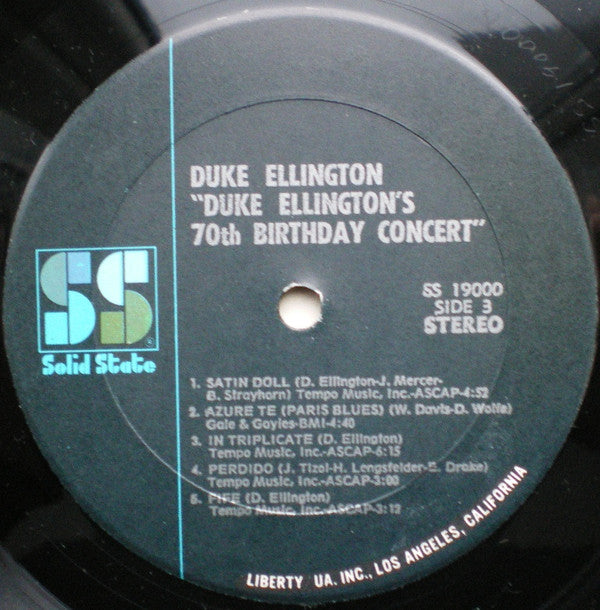 DUKE ELLINGTON
"DUKE ELLINGTON'S
70th BIRTHDAY CONCERT"
SS 19000
SIDE 3
STEREO
SS
Solid State
1. SATIN DOLL (D. Ellington-J. Mercer-
B. Strayhorn) Tempo Music, Inc.-ASCAP-4:52
2. AZURE TE (PARIS BLUES) (W. Davis-D. Wolfe)
Gale & Gayles-BMI-4:40
3. IN TRIPLICATE (D. Ellington)
Tempo Music, Inc.-ASCAP-6:15
4. PERDIDO (J. Tizol-H. Lengsfelder-E. Drake)
Tempo Music, Inc.-ASCAP-3:00
5. FIFE (D. Ellington)
Tempo Music, Inc.-ASCAP-3:12
LIBERTY UA. INC., LOS ANGELES, CALIFORNIA